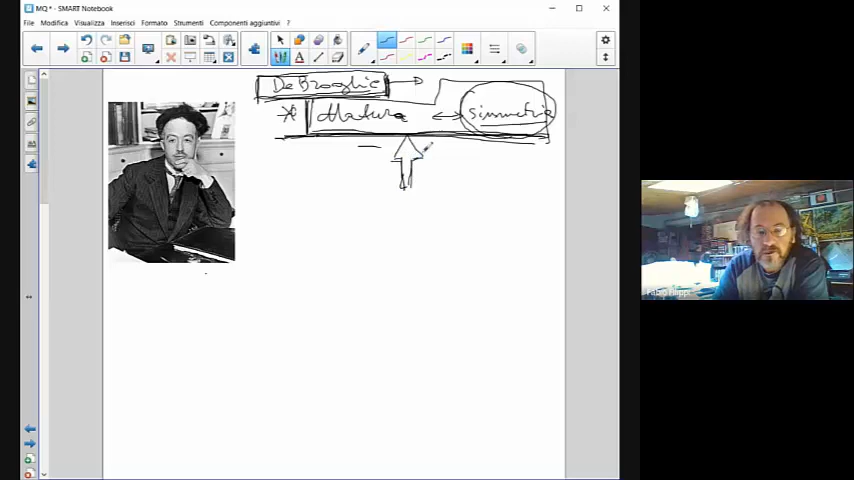 MQ * - SMART Notebook
File Modifica Visualizza Inserisci Formato Strumenti Componenti aggiuntivi ?
De Broglie
* Natura ↔ Simmetria